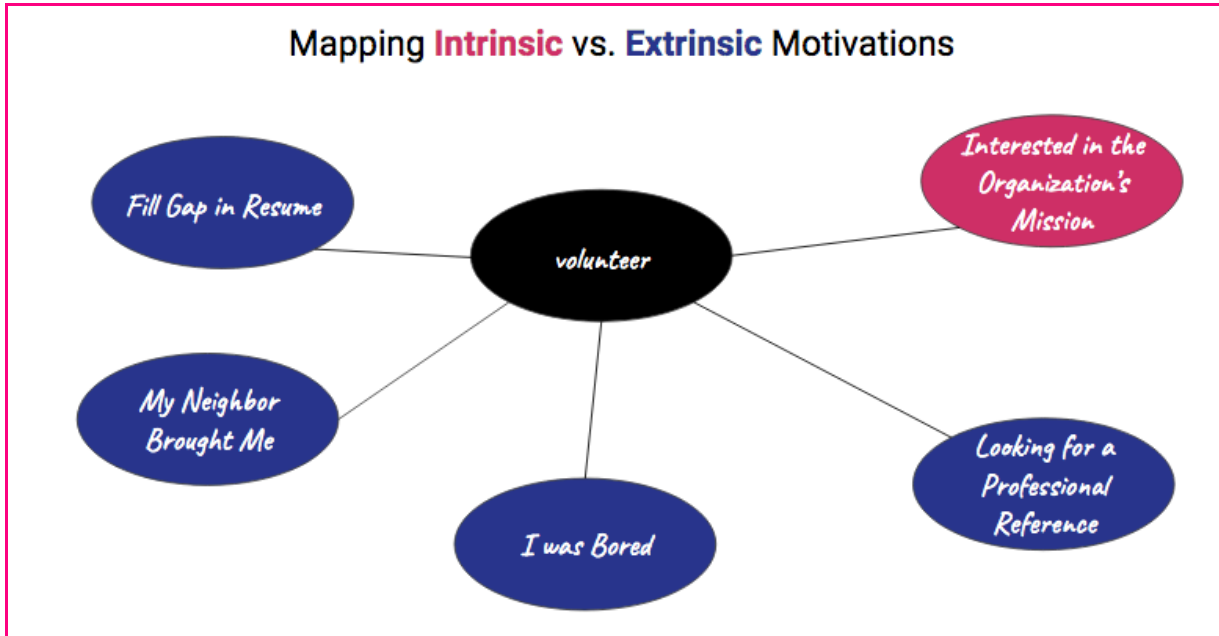 Mapping Intrinsic vs. Extrinsic Motivations
Fill Gap in Resume
volunteer
Interested in the
Organization's
Mission
My Neighbor
Brought Me
I was Bored
Looking for a
Professional
Reference